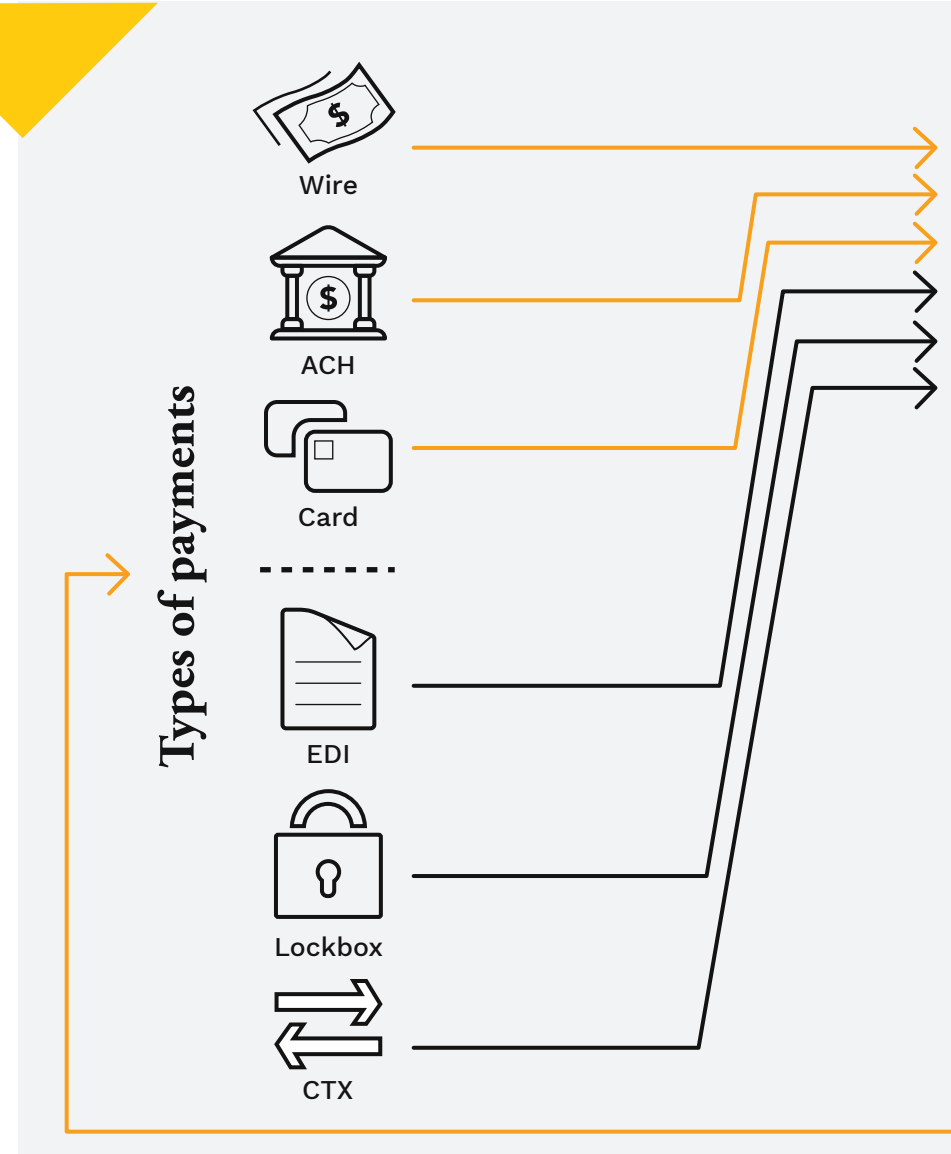 Types of payments
$
Wire
$
ACH
Card
EDI
Lockbox
CTX